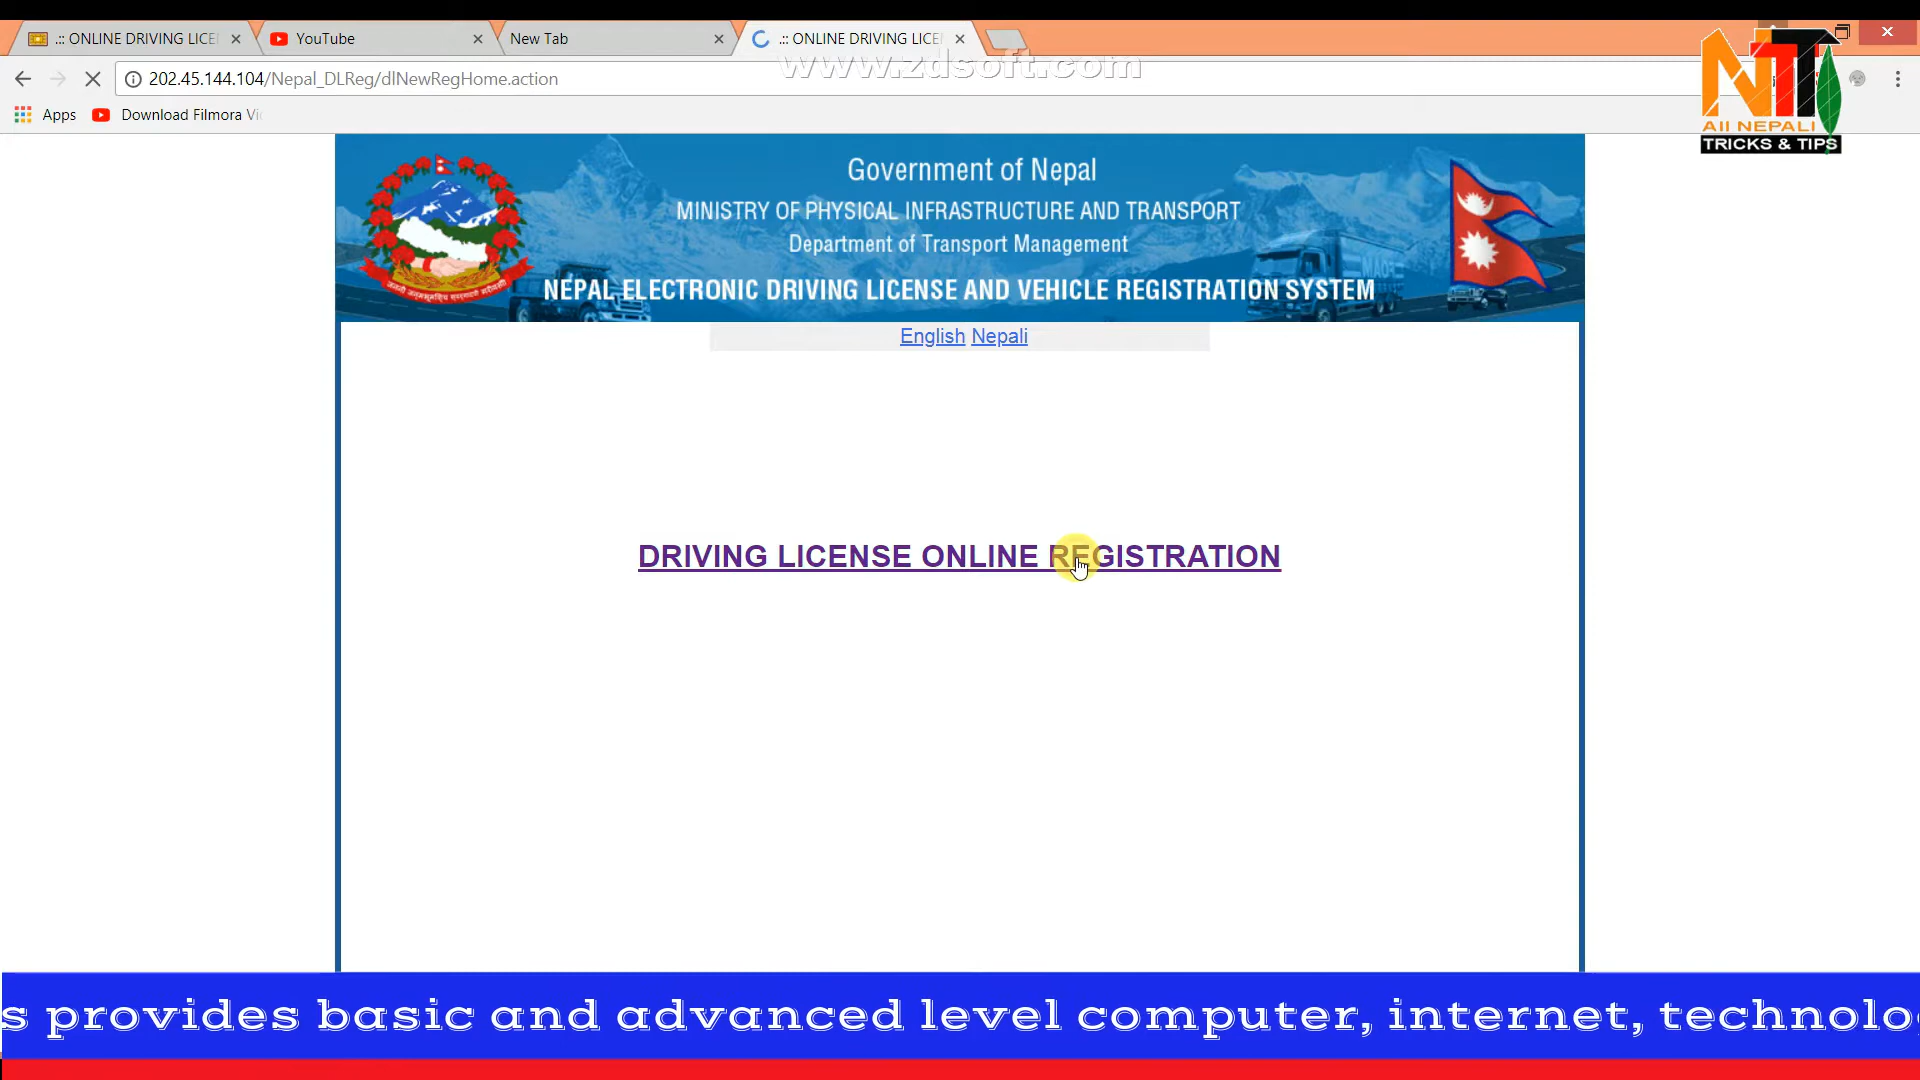 .:: ONLINE DRIVING LICE
YouTube
New Tab
.:: ONLINE DRIVING LICE
www.zdsoft.com
202.45.144.104/Nepal_DLReg/dlNewRegHome.action
Apps
Download Filmora Vi
NTT
All NEPALI
TRICKS & TIPS
Government of Nepal
MINISTRY OF PHYSICAL INFRASTRUCTURE AND TRANSPORT
Department of Transport Management
NEPAL ELECTRONIC DRIVING LICENSE AND VEHICLE REGISTRATION SYSTEM
English Nepali
DRIVING LICENSE ONLINE REGISTRATION
s provides basic and advanced level computer, internet, technolo